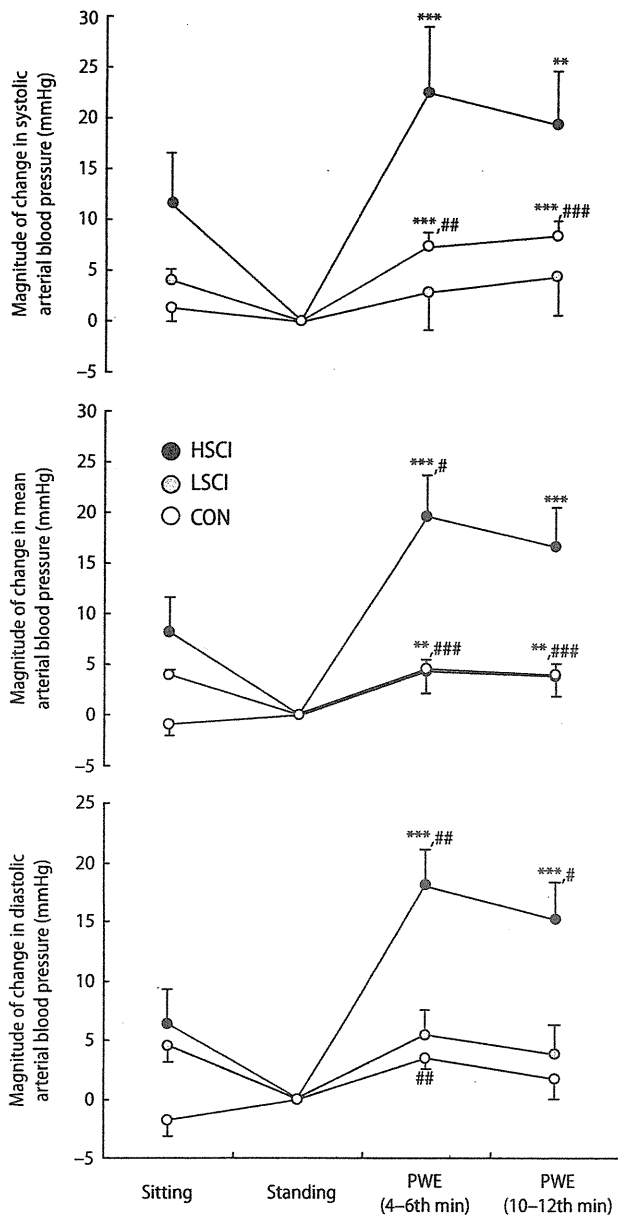 Magnitude of change in systolic
arterial blood pressure (mmHg)
30
25
20
15
10
5
0
−5
***
**
***,##
***,###
Magnitude of change in mean
arterial blood pressure (mmHg)
30
25
20
15
10
5
0
−5
HSCI
LSCI
CON
***,#
***
**,###
**,###
Magnitude of change in diastolic
arterial blood pressure (mmHg)
25
20
15
10
5
0
−5
***,##
***,#
##
Sitting
Standing
PWE
(4–6th min)
PWE
(10–12th min)